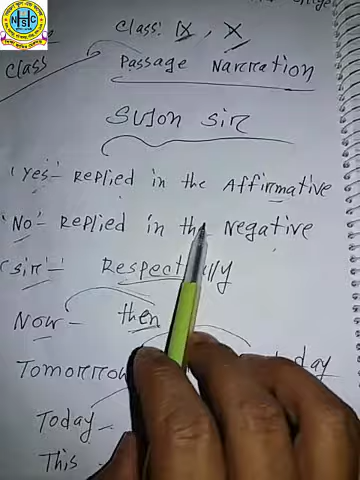 Class: IX, X
Class
Passage Narration
Sujon sir
'Yes'- Replied in the Affirmative
'No'- Replied in the Negative
'sir'- Respectfully
Now - then
Tomorrow day
Today -
This